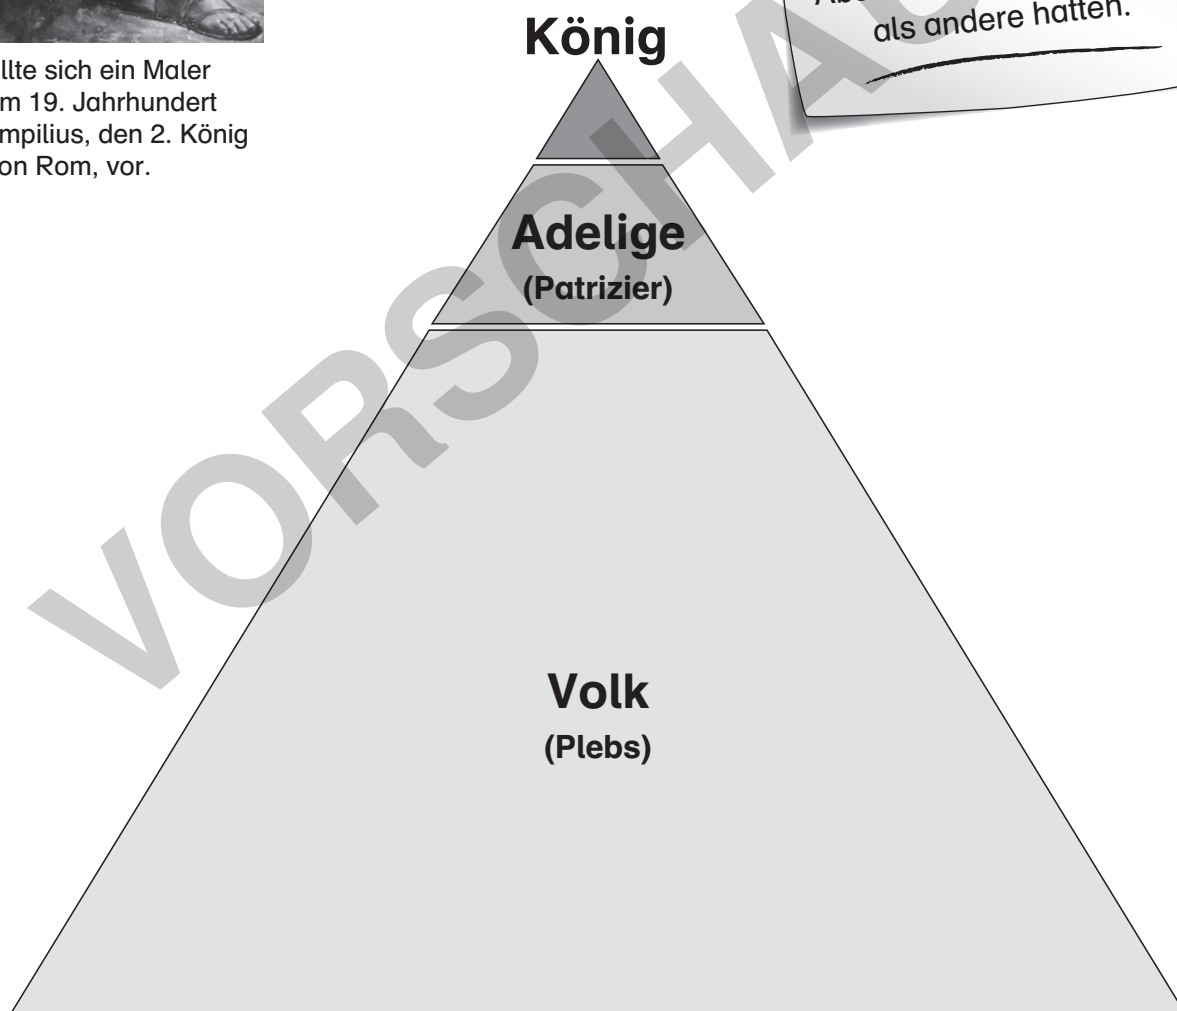 llte sich ein Maler
m 19. Jahrhundert
mpilius, den 2. König
on Rom, vor.
als andere hatten.
König
Adelige
(Patrizier)
Volk
(Plebs)
VORSCHAU